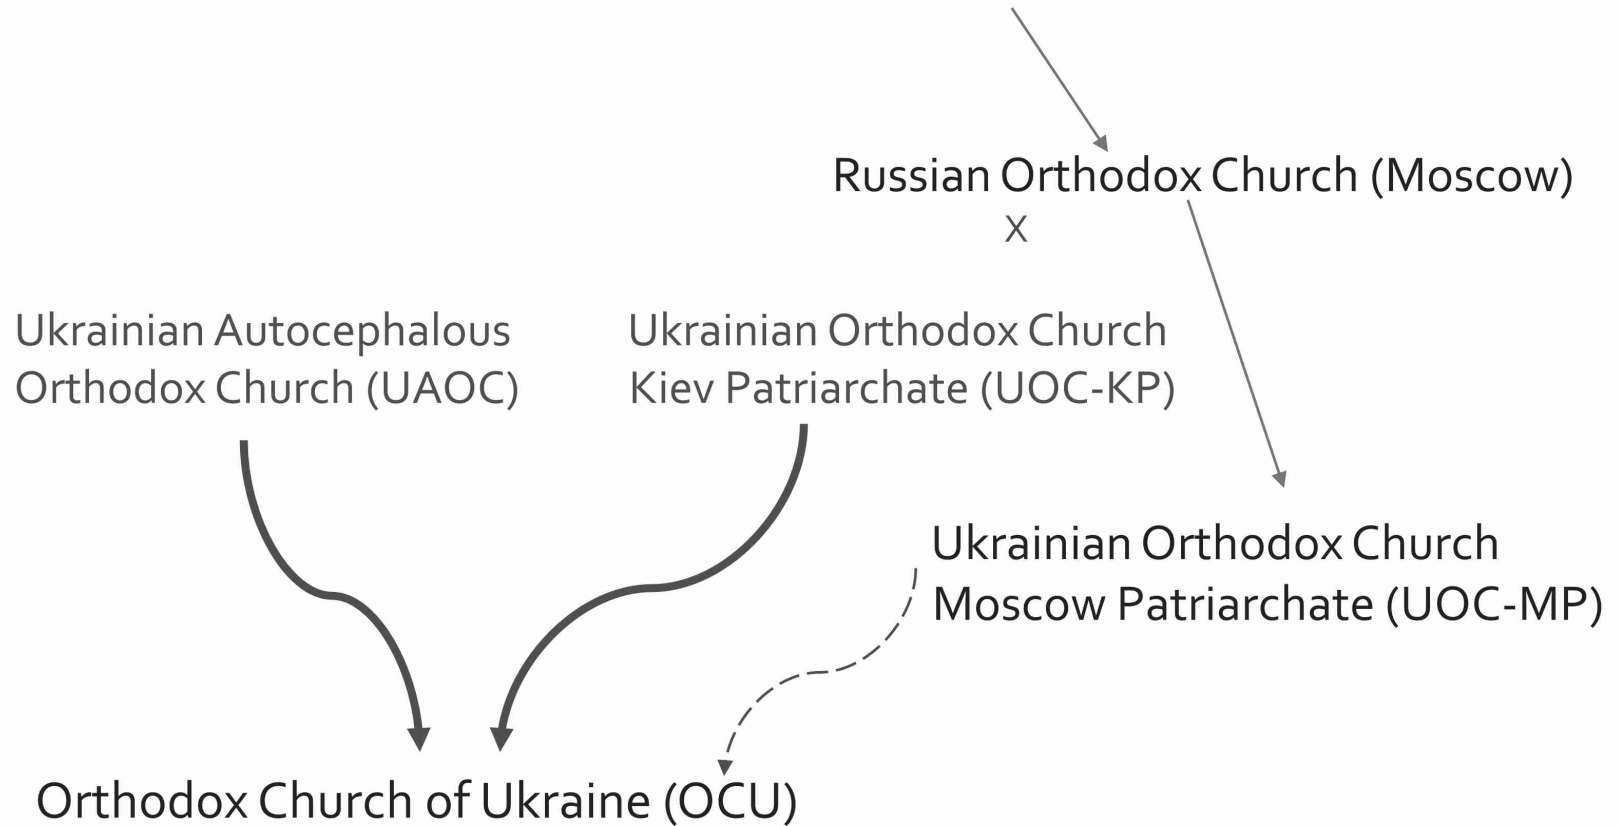 Russian Orthodox Church (Moscow)
X
Ukrainian Autocephalous
Orthodox Church (UAOC)
Ukrainian Orthodox Church
Kiev Patriarchate (UOC-KP)
Ukrainian Orthodox Church
Moscow Patriarchate (UOC-MP)
Orthodox Church of Ukraine (OCU)